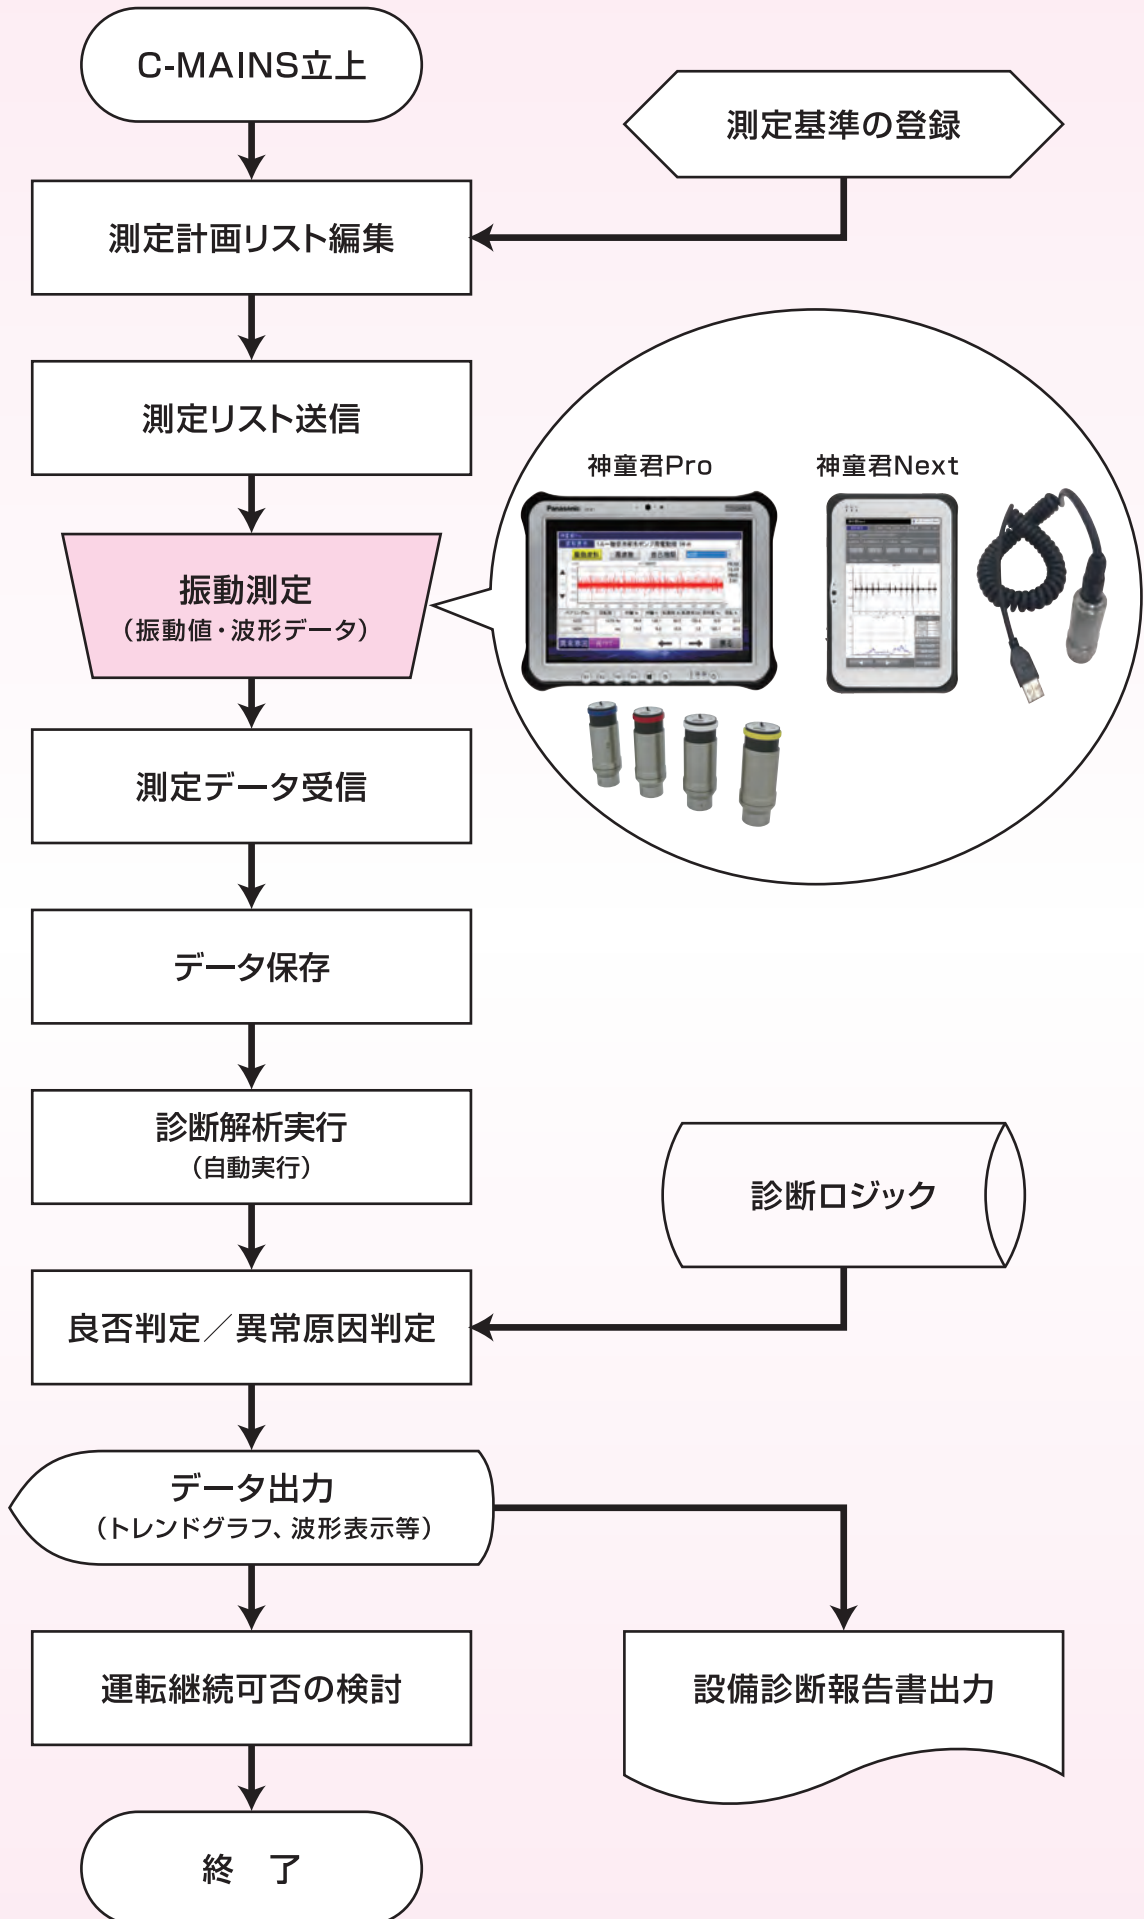 C-MAINS立上
測定基準の登録
測定計画リスト編集
測定リスト送信
神童君Pro
神童君Next
Panasonic
振動測定
（振動値・波形データ）
測定データ受信
データ保存
診断解析実行
（自動実行）
診断ロジック
良否判定／異常原因判定
データ出力
（トレンドグラフ、波形表示等）
運転継続可否の検討
設備診断報告書出力
終　了